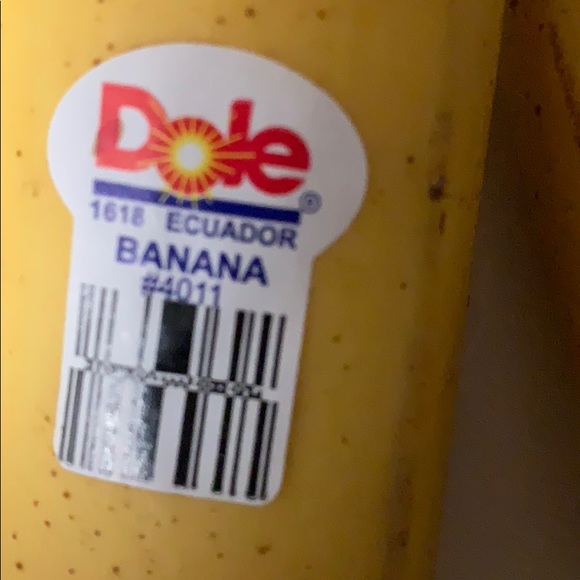 Dole®
1618 ECUADOR
BANANA
#4011